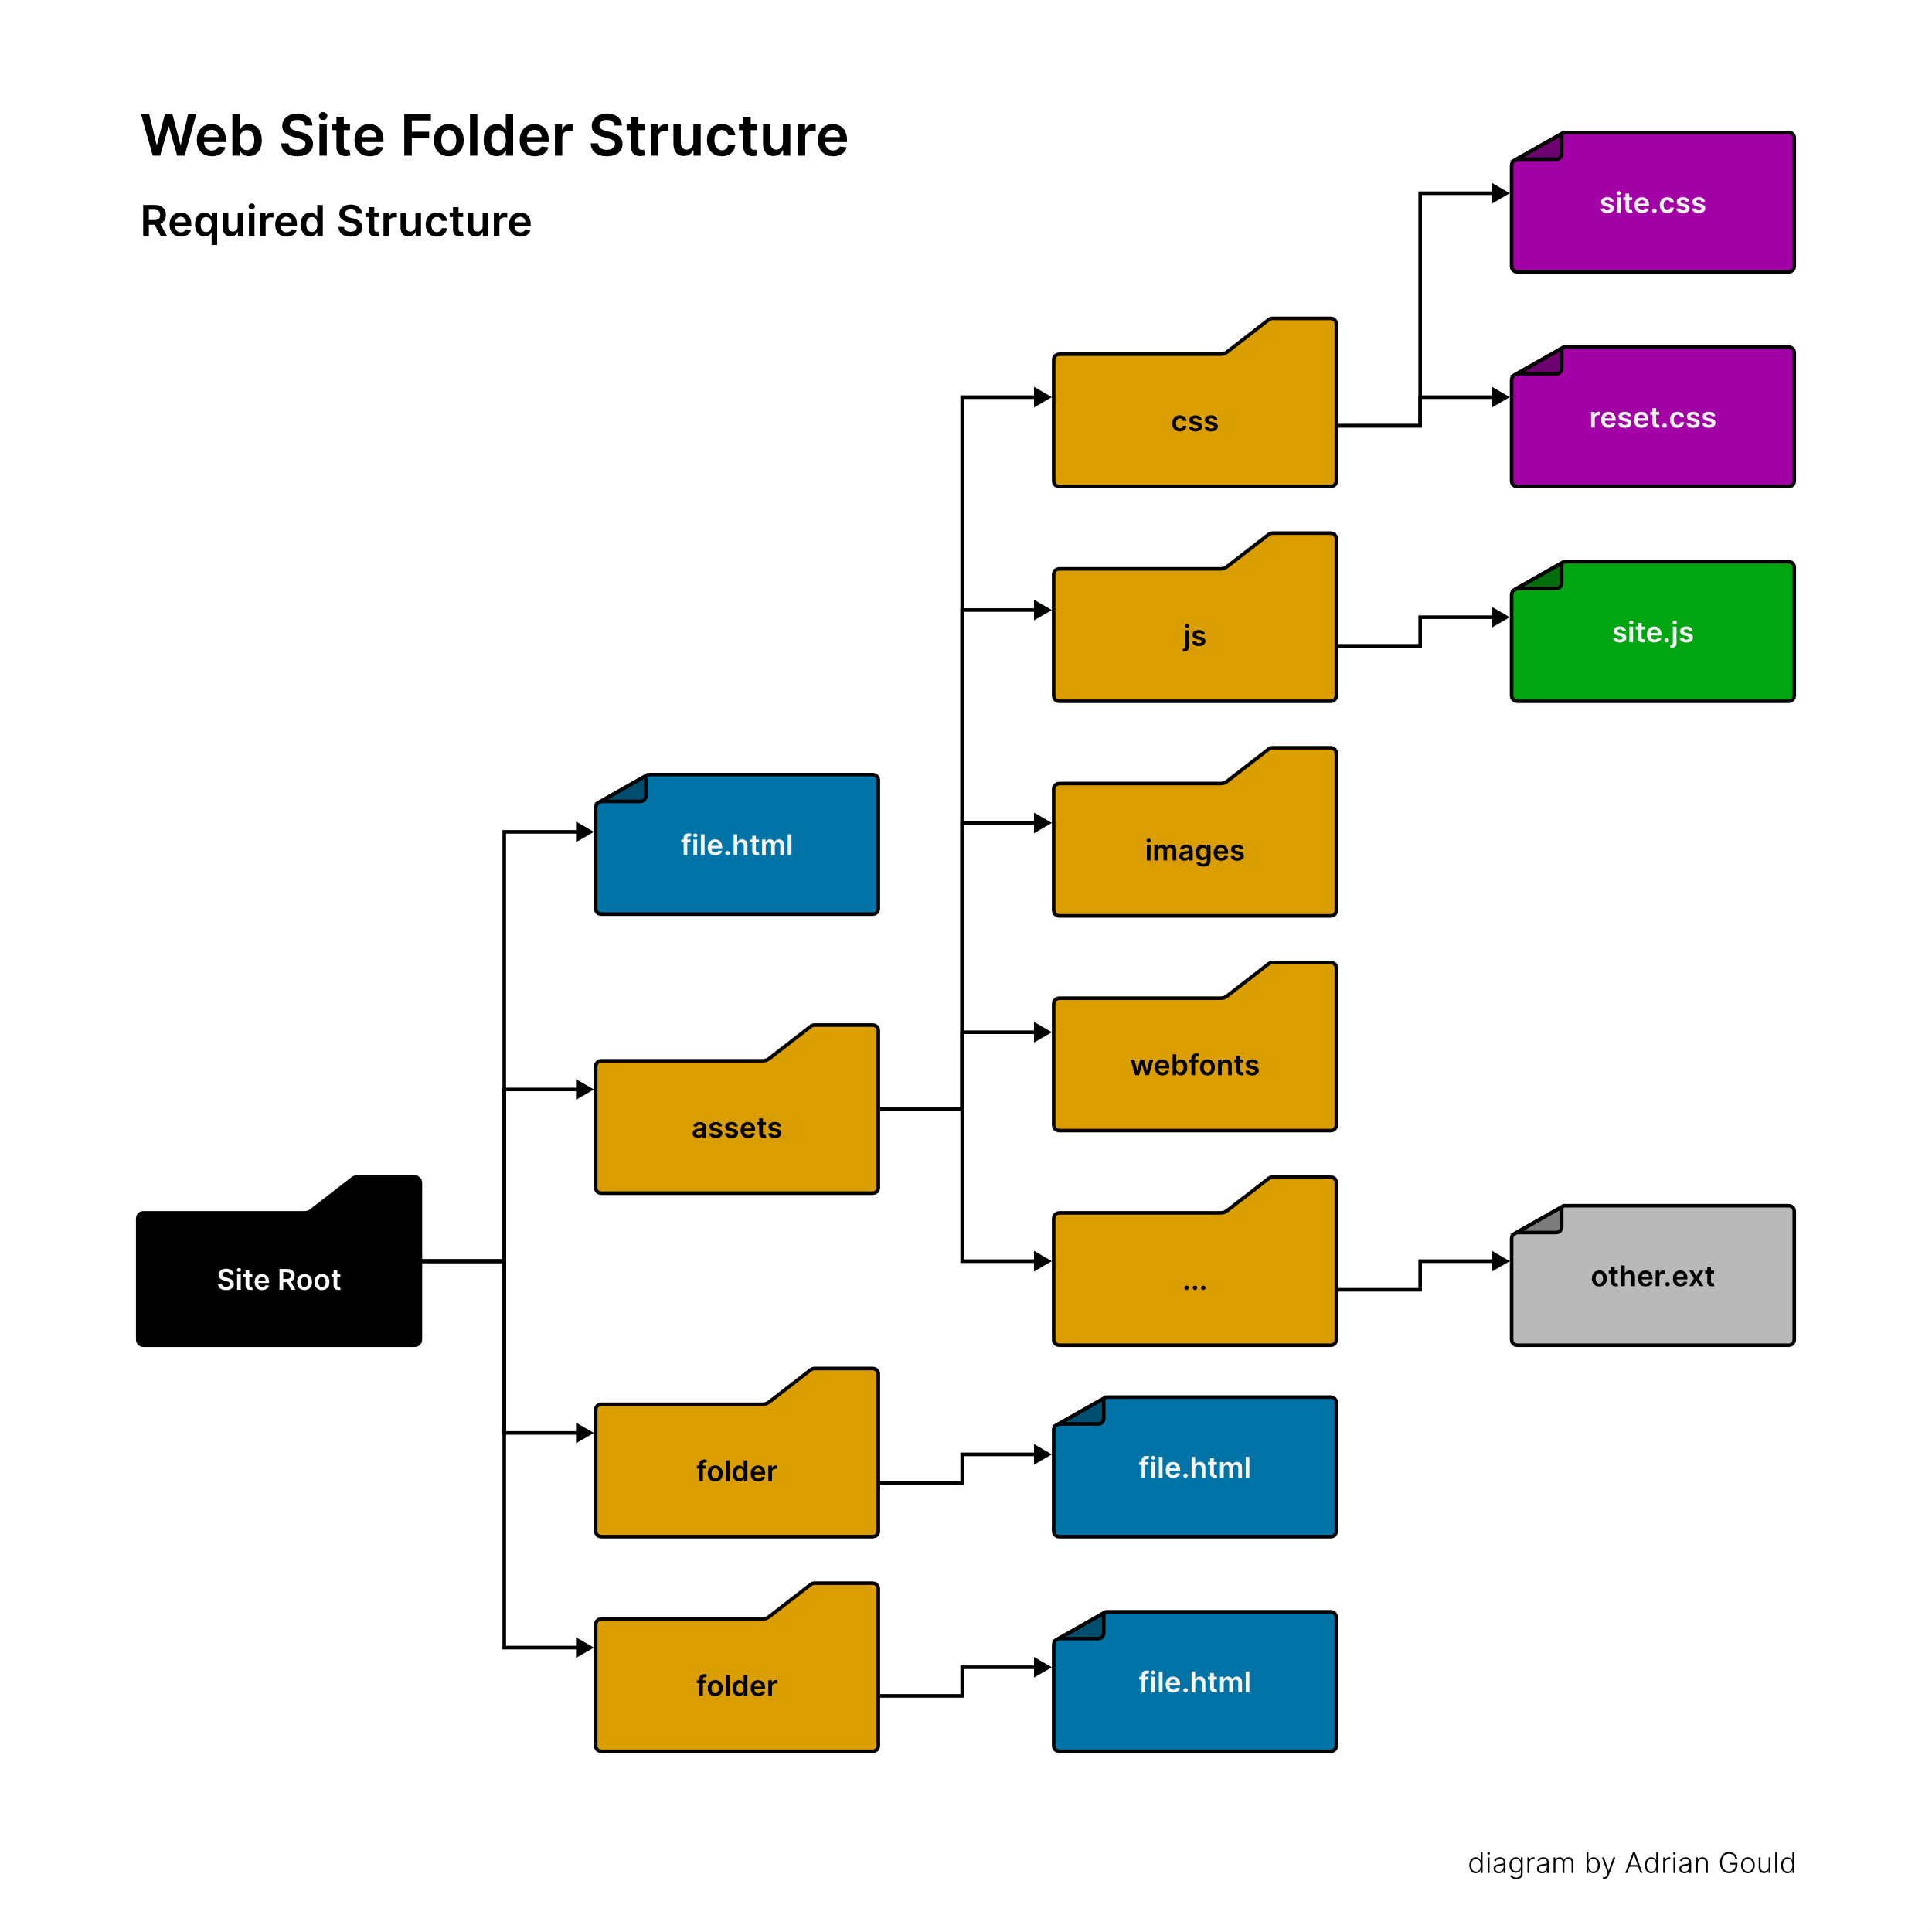 Web Site Folder Structure
Required Structure
site.css
css
reset.css
js
site.js
file.html
images
webfonts
assets
Site Root
...
other.ext
folder
file.html
folder
file.html
diagram by Adrian Gould